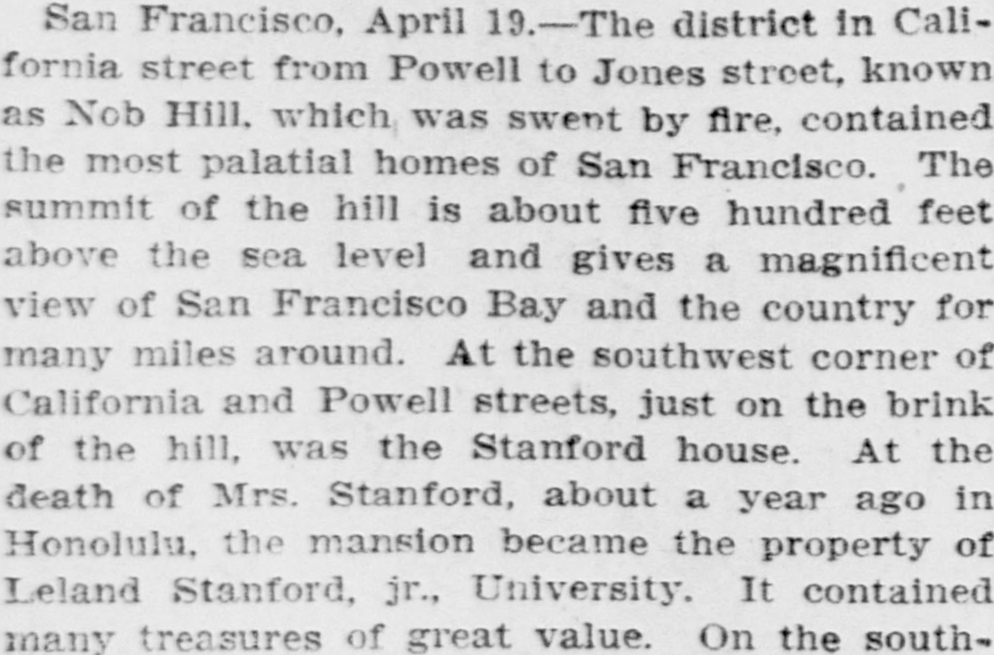 San Francisco, April 19.—The district in Cali-
fornia street from Powell to Jones street, known
as Nob Hill, which was swept by fire, contained
the most palatial homes of San Francisco. The
summit of the hill is about five hundred feet
above the sea level and gives a magnificent
view of San Francisco Bay and the country for
many miles around. At the southwest corner of
California and Powell streets, just on the brink
of the hill, was the Stanford house. At the
death of Mrs. Stanford, about a year ago in
Honolulu, the mansion became the property of
Leland Stanford, jr., University. It contained
many treasures of great value. On the south-